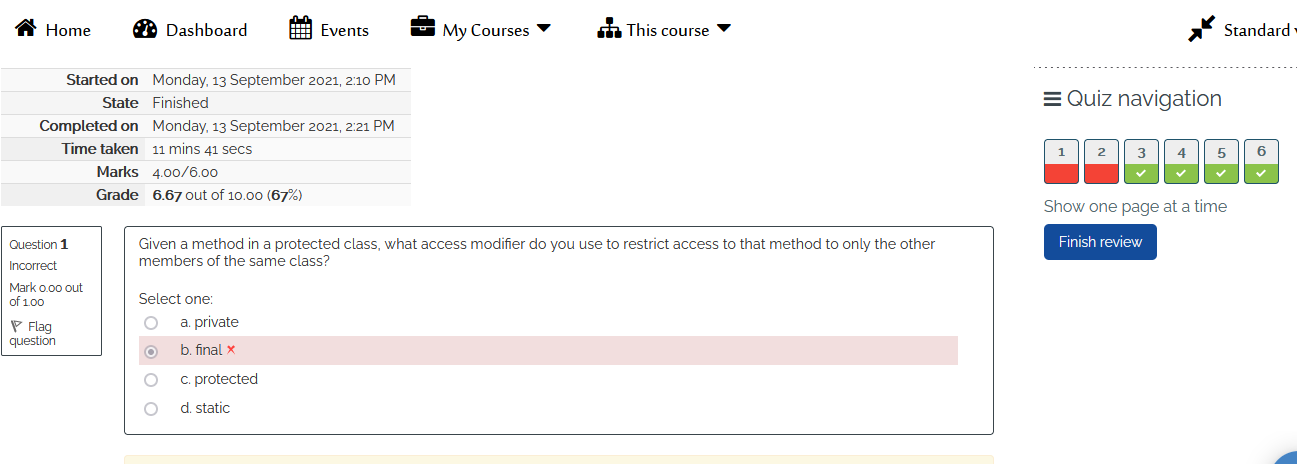 Home Dashboard Events My Courses This course Standard
Started on Monday, 13 September 2021, 2:10 PM
State Finished
Completed on Monday, 13 September 2021, 2:21 PM
Time taken 11 mins 41 secs
Marks 4.00/6.00
Grade 6.67 out of 10.00 (67%)
Quiz navigation
1 2 3 4 5 6
Show one page at a time
Finish review
Question 1
Incorrect
Mark 0.00 out
of 1.00
Flag
question
Given a method in a protected class, what access modifier do you use to restrict access to that method to only the other
members of the same class?
Select one:
a. private
b. final
c. protected
d. static